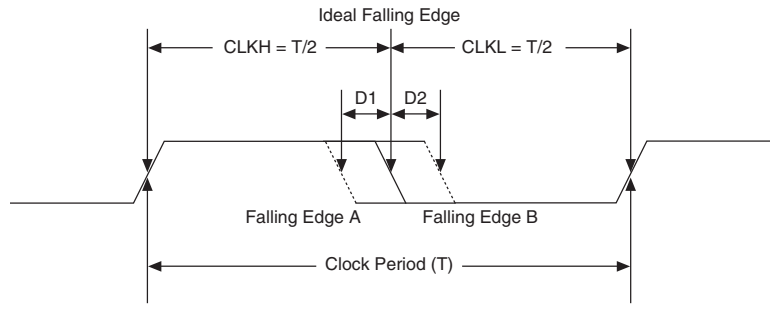 Ideal Falling Edge
CLKH = T/2
CLKL = T/2
D1
D2
Falling Edge A
Falling Edge B
Clock Period (T)